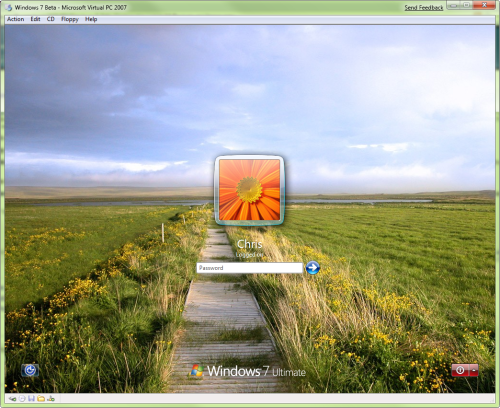 Windows 7 Beta - Microsoft Virtual PC 2007
Send Feedback
Action Edit CD Floppy Help
Chris
Logged on
Password
Windows 7 Ultimate